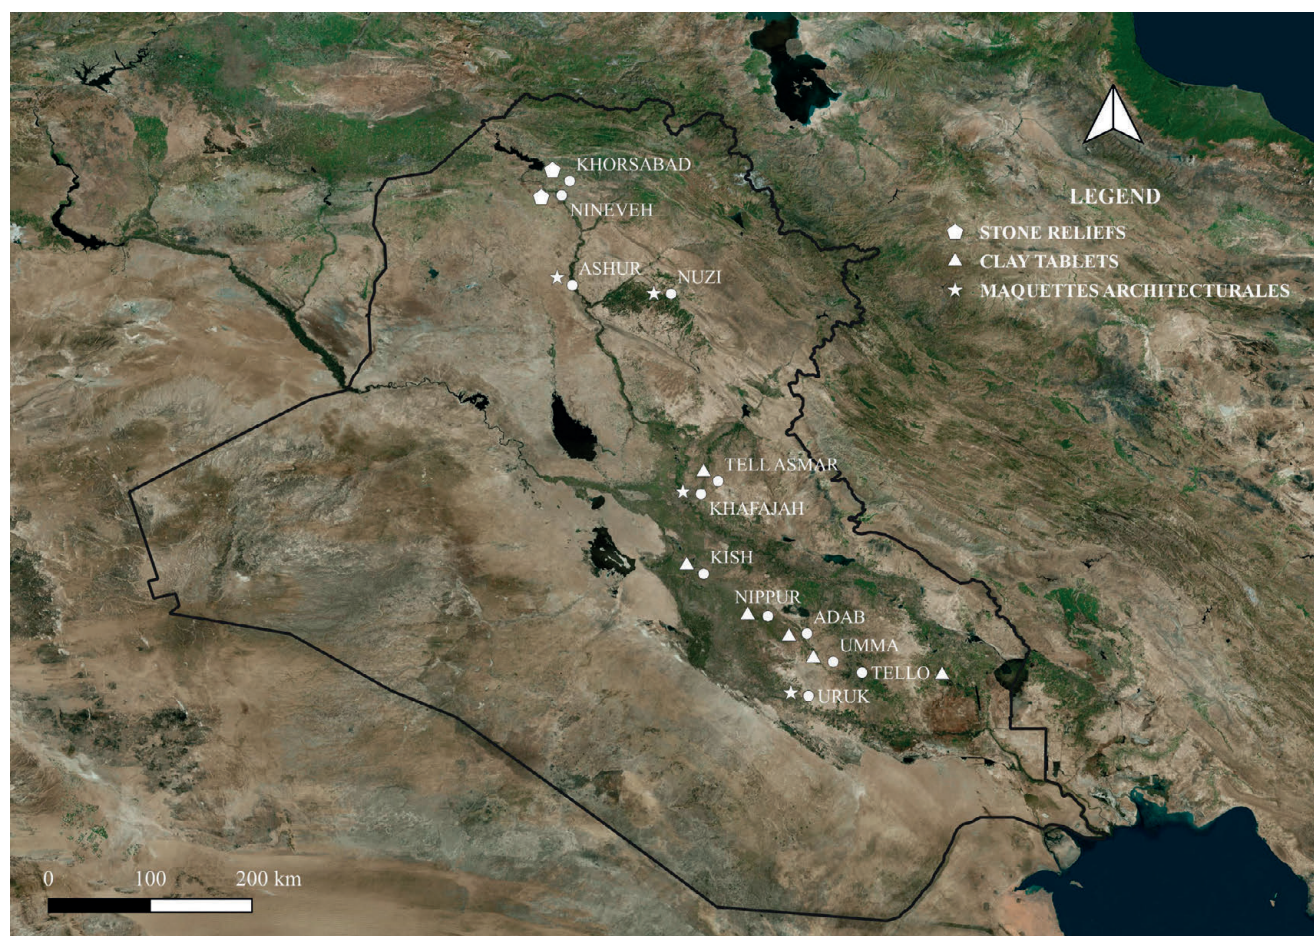 KHORSABAD
NINEVEH
LEGEND
STONE RELIEFS
CLAY TABLETS
MAQUETTES ARCHITECTURALES
ASHUR
NUZI
TELL ASMAR
KHAFAJAH
KISH
NIPPUR
ADAB
UMMA
TELLO
URUK
0 100 200 km